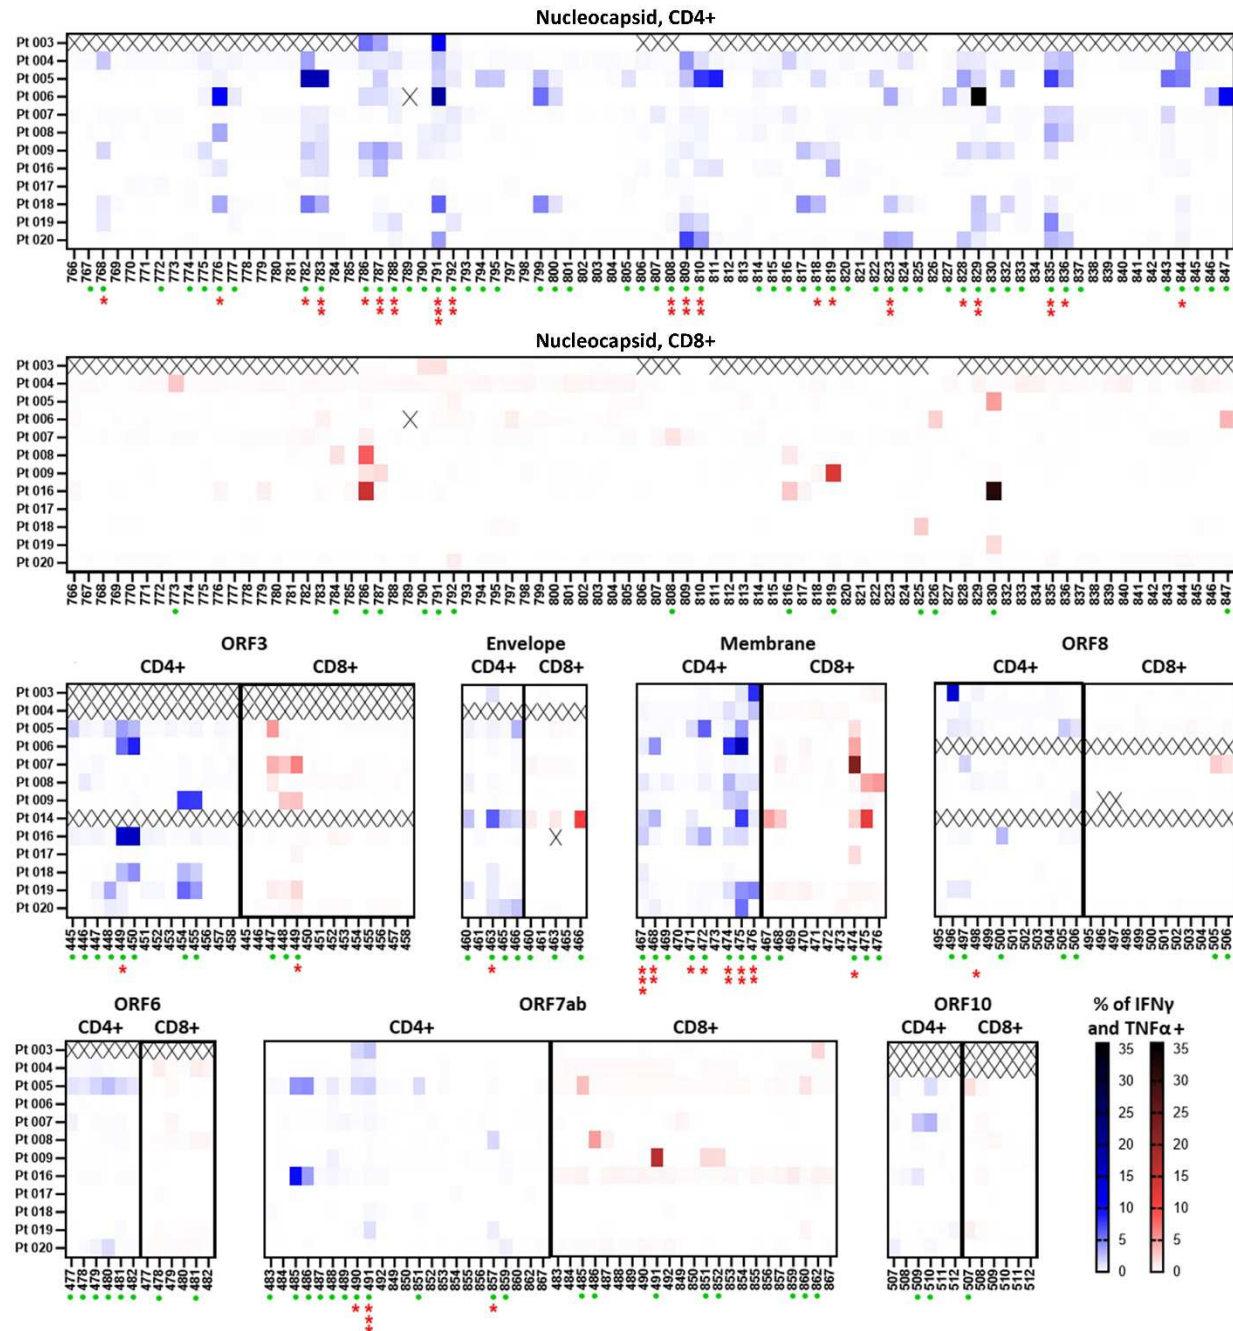 Nucleocapsid, CD4+
Pt 003
Pt 004
Pt 005
Pt 006
Pt 007
Pt 008
Pt 009
Pt 016
Pt 017
Pt 018
Pt 019
Pt 020
766 767 768 769 770 771 772 773 774 775 776 777 778 779 780 781 782 783 784 785 786 787 788 789 790 791 792 793 794 795 796 797 799 800 801 802 803 804 805 806 807 808 809 810 811 813 814 815 816 817 818 819 820 821 822 823 824 825 826 827 828 829 830 832 833 834 835 836 837 838 839 840 841 842 843 844 845 846 847
Nucleocapsid, CD8+
Pt 003
Pt 004
Pt 005
Pt 006
Pt 007
Pt 008
Pt 009
Pt 016
Pt 017
Pt 018
Pt 019
Pt 020
766 767 768 769 770 771 772 773 774 775 776 777 778 779 780 781 782 783 784 785 786 787 788 789 790 791 792 793 794 795 796 797 799 800 801 802 803 804 805 806 807 808 809 810 811 813 814 815 816 817 818 819 820 821 822 823 824 825 826 827 828 829 830 833 834 835 836 837 838 839 840 841 842 843 844 845 846 847
ORF3 Envelope Membrane ORF8
CD4+ CD8+ CD4+ CD8+ CD4+ CD8+ CD4+ CD8+
Pt 003
Pt 004
Pt 005
Pt 006
Pt 007
Pt 008
Pt 009
Pt 014
Pt 016
Pt 017
Pt 018
Pt 019
Pt 020
445 446 447 448 449 450 451 452 453 454 455 456 457 458 445 446 447 448 449 450 451 452 453 454 455 456 457 458
460 461 463 466 460 461 463 466
467 468 469 470 471 472 473 474 475 476 467 468 469 470 471 472 473 474 475 476
495 496 497 498 499 500 501 502 503 504 505 506 495 496 497 498 499 500 501 502 503 504 505 506
ORF6 ORF7ab ORF10
CD4+ CD8+ CD4+ CD8+ CD4+ CD8+
% of IFNγ
and TNFα +
Pt 003
Pt 004
Pt 005
Pt 006
Pt 007
Pt 008
Pt 009
Pt 016
Pt 017
Pt 018
Pt 019
Pt 020
477 478 479 480 481 482 477 478 479 480 481 482
483 484 485 486 487 488 489 490 491 492 849 850 851 852 853 854 855 856 857 859 860 862 867 483 484 485 486 487 488 489 490 491 492 849 850 851 852 853 854 855 856 857 859 860 862 867
507 508 509 510 511 512 507 508 509 510 511 512
35 30 25 20 15 10 5 0
35 30 25 20 15 10 5 0